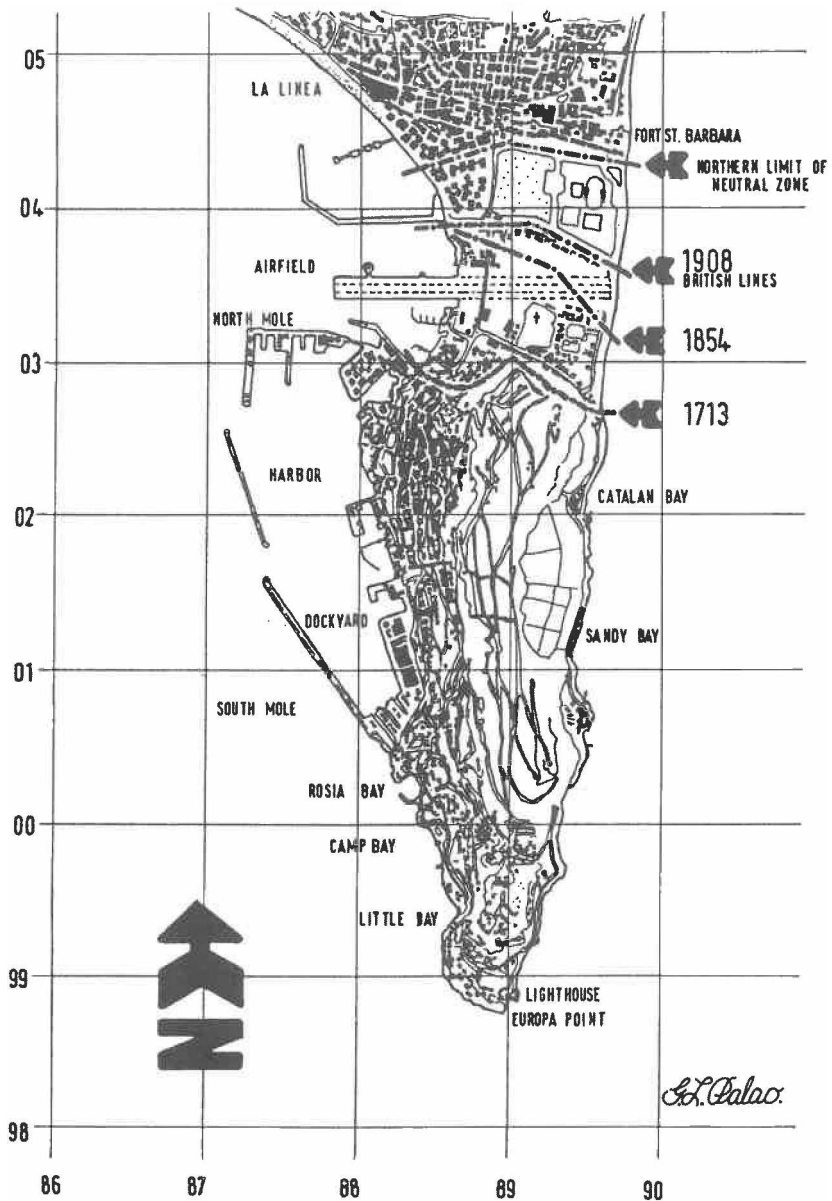 05
LA LINEA
FORT ST. BARBARA
NORTHERN LIMIT OF
NEUTRAL ZONE
04
1908
BRITISH LINES
AIRFIELD
NORTH MOLE
1854
03
1713
HARBOR
CATALAN BAY
02
DOCKYARD
SANDY BAY
01
SOUTH MOLE
ROSIA BAY
00
CAMP BAY
LITTLE BAY
99
LIGHTHOUSE
EUROPA POINT
N
G.L. Palao.
98
86 87 88 89 90